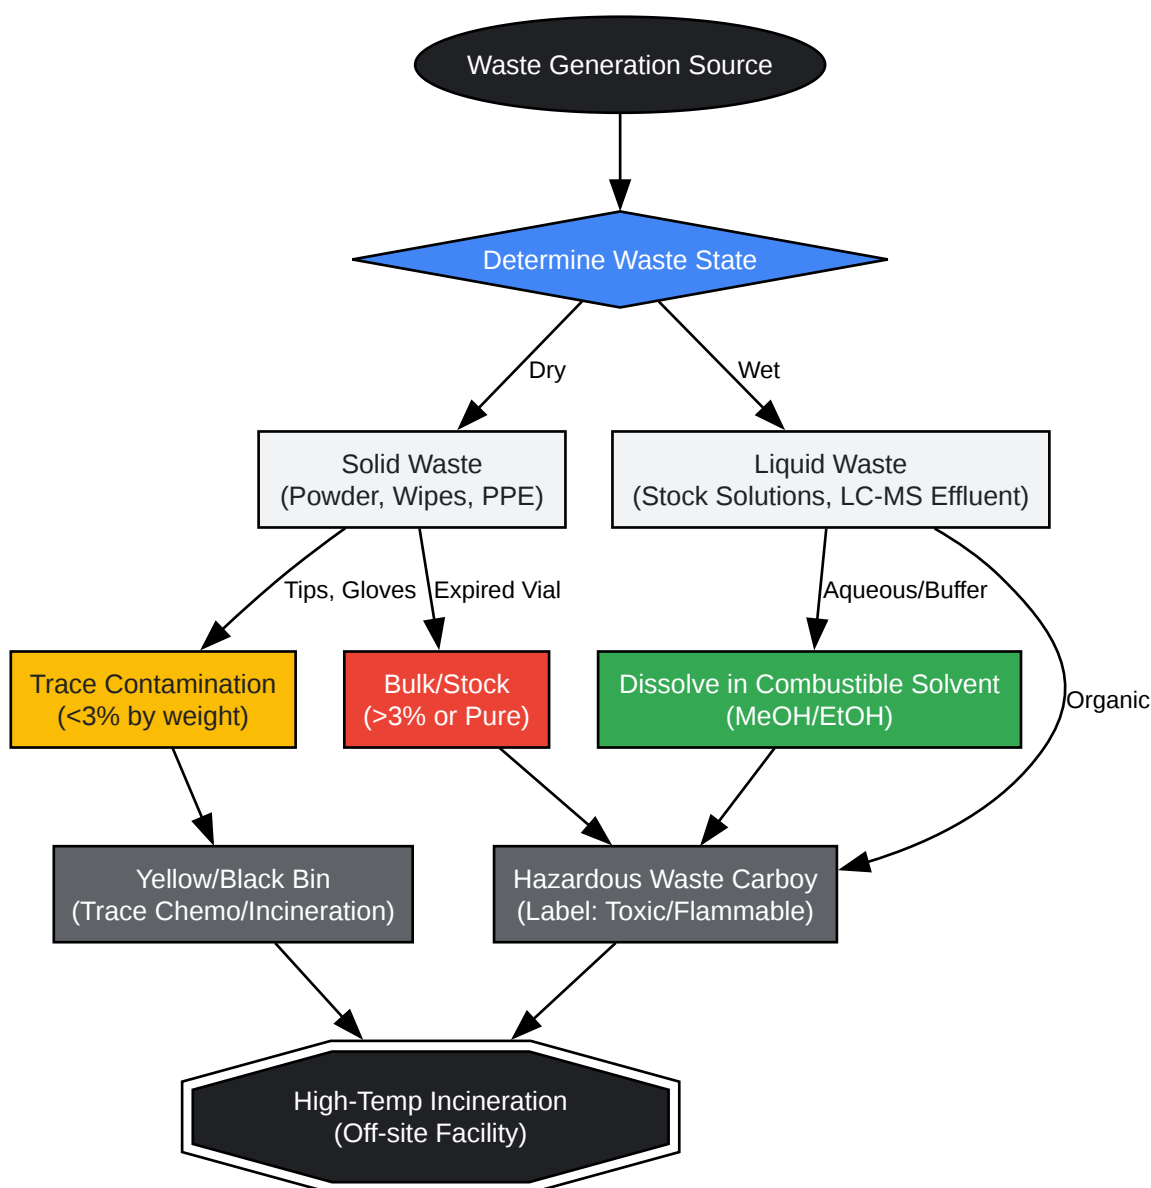 Waste Generation Source
Determine Waste State
Dry
Wet
Solid Waste
(Powder, Wipes, PPE)
Liquid Waste
(Stock Solutions, LC-MS Effluent)
Tips, Gloves
Expired Vial
Aqueous/Buffer
Organic
Trace Contamination
(<3% by weight)
Bulk/Stock
(>3% or Pure)
Dissolve in Combustible Solvent
(MeOH/EtOH)
Yellow/Black Bin
(Trace Chemo/Incineration)
Hazardous Waste Carboy
(Label: Toxic/Flammable)
High-Temp Incineration
(Off-site Facility)